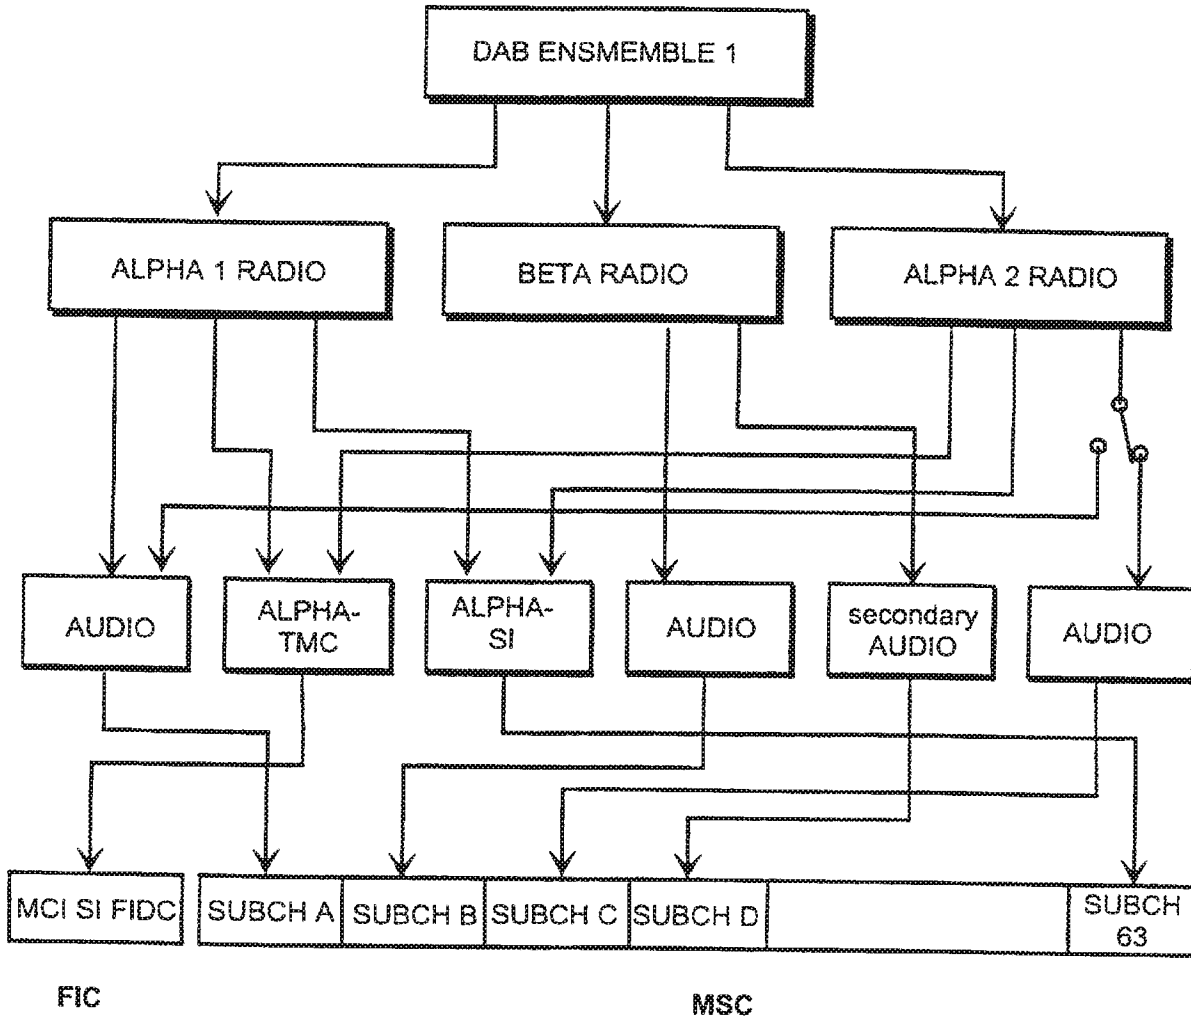 DAB ENSMEMBLE 1
ALPHA 1 RADIO
BETA RADIO
ALPHA 2 RADIO
AUDIO
ALPHA-
TMC
ALPHA-
SI
AUDIO
secondary
AUDIO
AUDIO
MCI SI FIDC
SUBCH A
SUBCH B
SUBCH C
SUBCH D
SUBCH
63
FIC
MSC